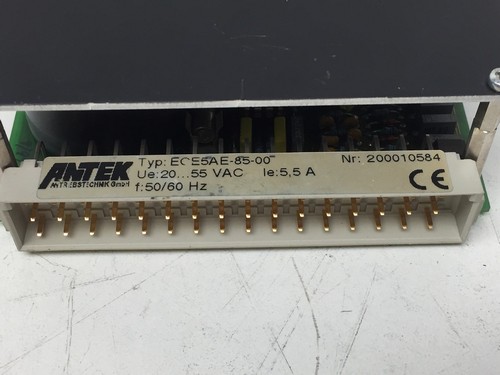 ANTEK
ANTRIEBSTECHNIK GmbH
Typ: ECE5AE-85-00
Nr: 200010584
Ue:20...55 VAC Ie:5,5 A
f:50/60 Hz
CE